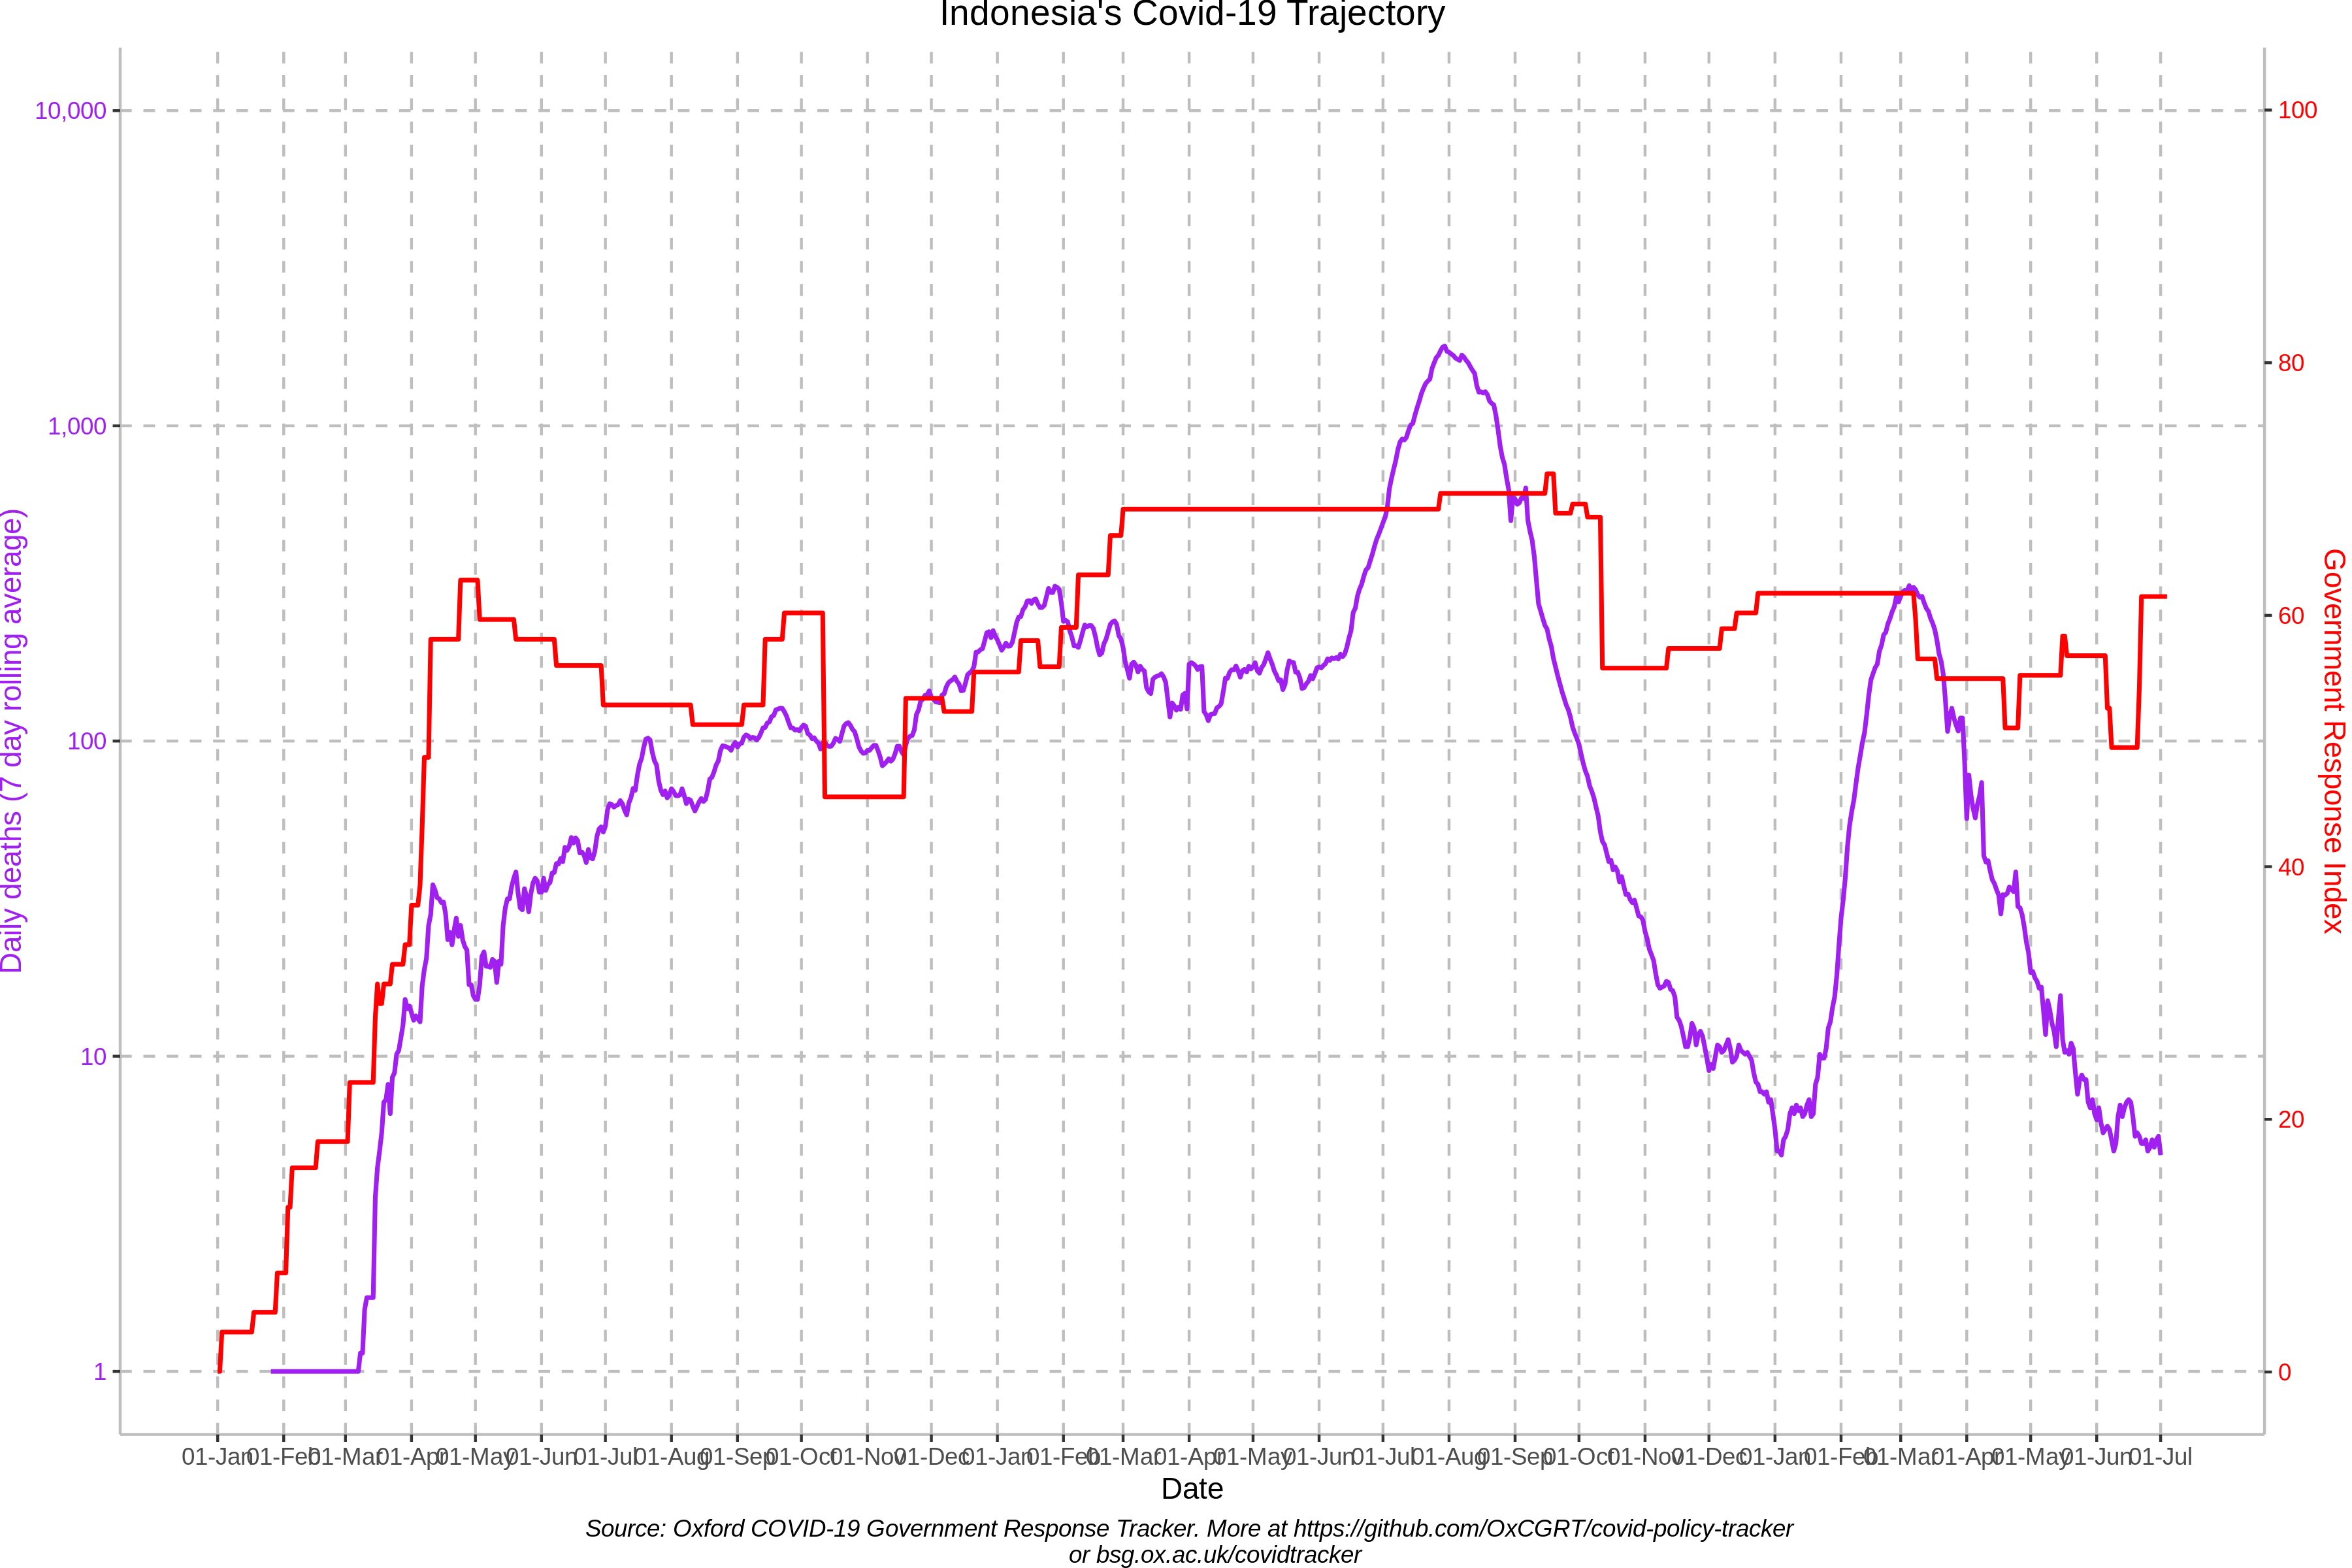 Indonesia's Covid-19 Trajectory
10,000
1,000
100
10
1
Daily deaths (7 day rolling average)
100
80
60
40
20
0
Government Response Index
01-Jan 01-Feb 01-Mar 01-Apr 01-May 01-Jun 01-Jul 01-Aug 01-Sep 01-Oct 01-Nov 01-Dec 01-Jan 01-Feb 01-Mar 01-Apr 01-May 01-Jun 01-Jul 01-Aug 01-Sep 01-Oct 01-Nov 01-Dec 01-Jan 01-Feb 01-Mar 01-Apr 01-May 01-Jun 01-Jul
Date
Source: Oxford COVID-19 Government Response Tracker. More at https://github.com/OxCGRT/covid-policy-tracker
or bsg.ox.ac.uk/covidtracker